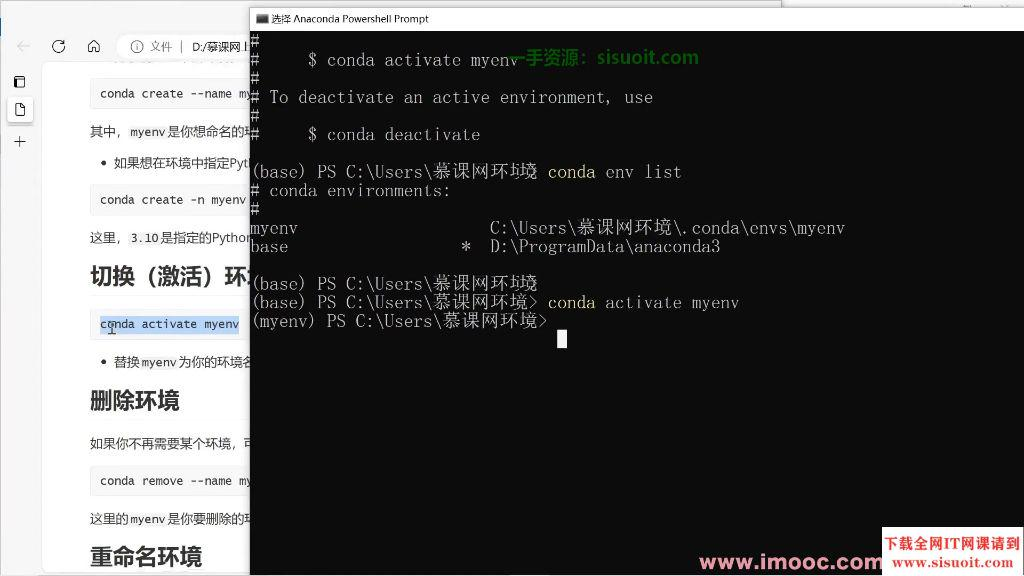 选择 Anaconda Powershell Prompt
文件 D:/慕课网
conda create --name my
其中，myenv是你想命名的环
如果想在环境中指定Pyt
conda create -n myenv
这里，3.10是指定的Python
切换（激活）环
conda activate myenv
替换myenv为你的环境名
删除环境
如果你不再需要某个环境，可
conda remove --name my
这里的myenv是你要删除的环
重命名环境
#
# $ conda activate myenv
#
# To deactivate an active environment, use
#
# $ conda deactivate
(base) PS C:\Users\慕课网环境> conda env list
# conda environments:
#
myenv C:\Users\慕课网环境\.conda\envs\myenv
base * D:\ProgramData\anaconda3
(base) PS C:\Users\慕课网环境
(base) PS C:\Users\慕课网环境> conda activate myenv
(myenv) PS C:\Users\慕课网环境>
一手资源：sisuoit.com
www.imooc.com
下载全网IT网课请到
www.sisuoit.com